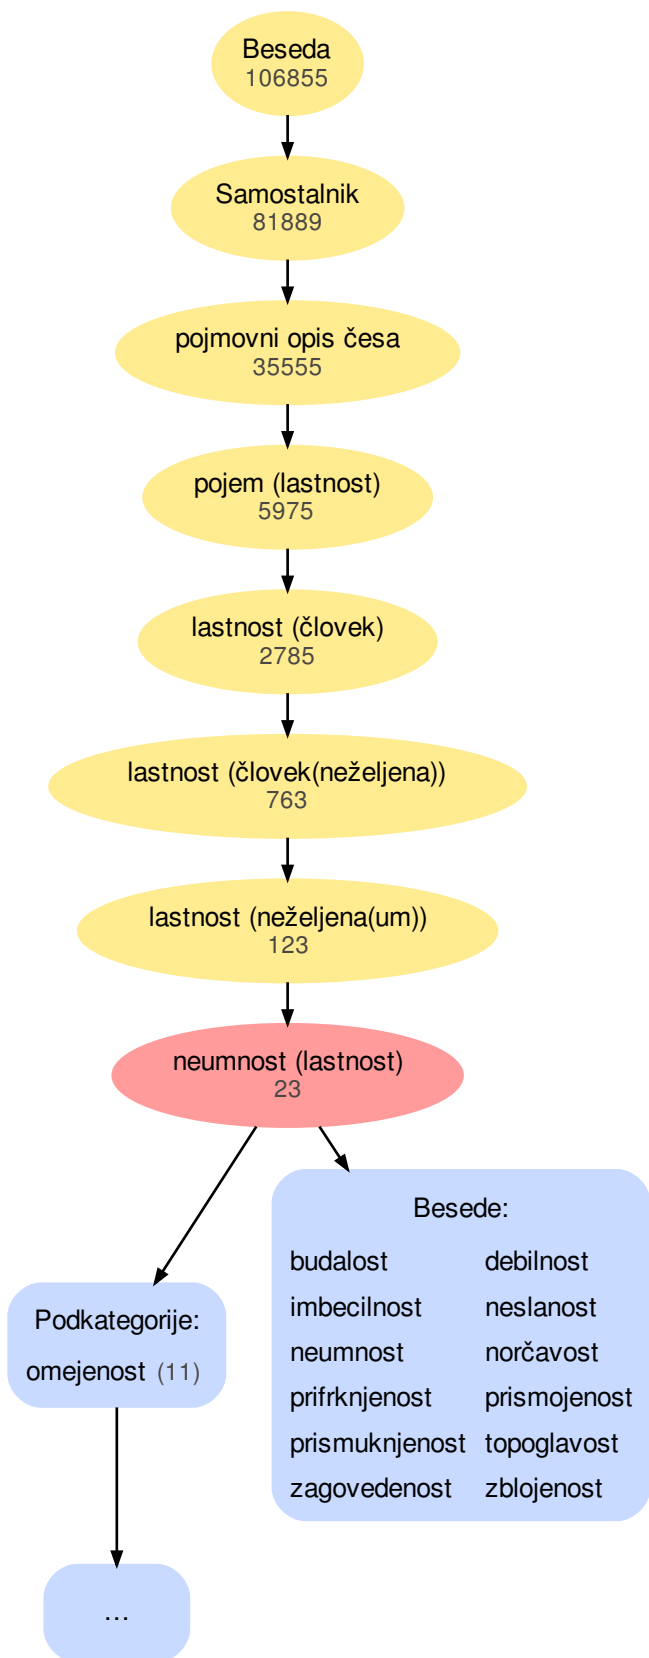 Beseda
106855
Samostalnik
81889
pojmovni opis česa
35555
pojem (lastnost)
5975
lastnost (človek)
2785
lastnost (človek(neželjena))
763
lastnost (neželjena(um))
123
neumnost (lastnost)
23
Besede:
budalost debilnost
imbecilnost neslanost
neumnost norčavost
prifrknjenost prismojenost
prismuknjenost topoglavost
zagovedenost zblojenost
Podkategorije:
omejenost (11)
...